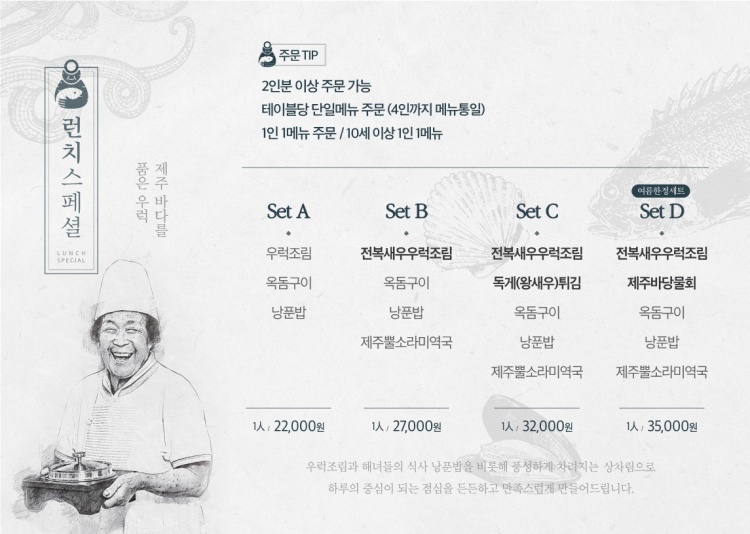 런치스페셜
LUNCH
SPECIAL
제주 바다를
품은 우럭
주문 TIP
2인분 이상 주문 가능
테이블당 단일메뉴 주문 (4인까지 메뉴통일)
1인 1메뉴 주문 / 10세 이상 1인 1메뉴
Set A
우럭조림
옥돔구이
낭푼밥
1人 / 22,000원
Set B
전복새우우럭조림
옥돔구이
낭푼밥
제주뿔소라미역국
1人 / 27,000원
Set C
전복새우우럭조림
독게(왕새우)튀김
옥돔구이
낭푼밥
제주뿔소라미역국
1人 / 32,000원
여름한정세트
Set D
전복새우우럭조림
제주바당물회
옥돔구이
낭푼밥
제주뿔소라미역국
1人 / 35,000원
우럭조림과 해녀들의 식사 낭푼밥을 비롯해 풍성하게 차려지는 상차림으로
하루의 중심이 되는 점심을 든든하고 만족스럽게 만들어드립니다.